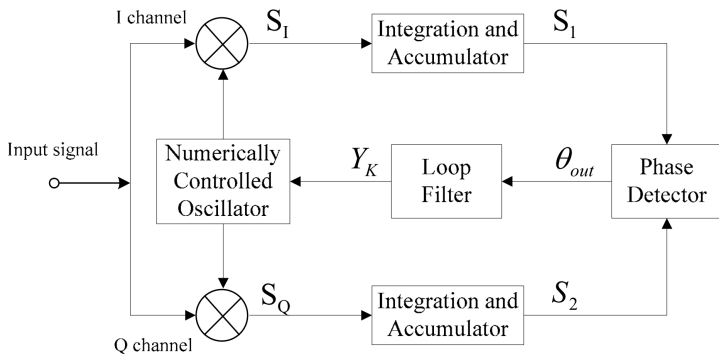 I channel
S_I
Integration and
Accumulator
S_1
Input signal
Numerically
Controlled
Oscillator
Y_K
Loop
Filter
θ_out
Phase
Detector
S_Q
Integration and
Accumulator
S_2
Q channel